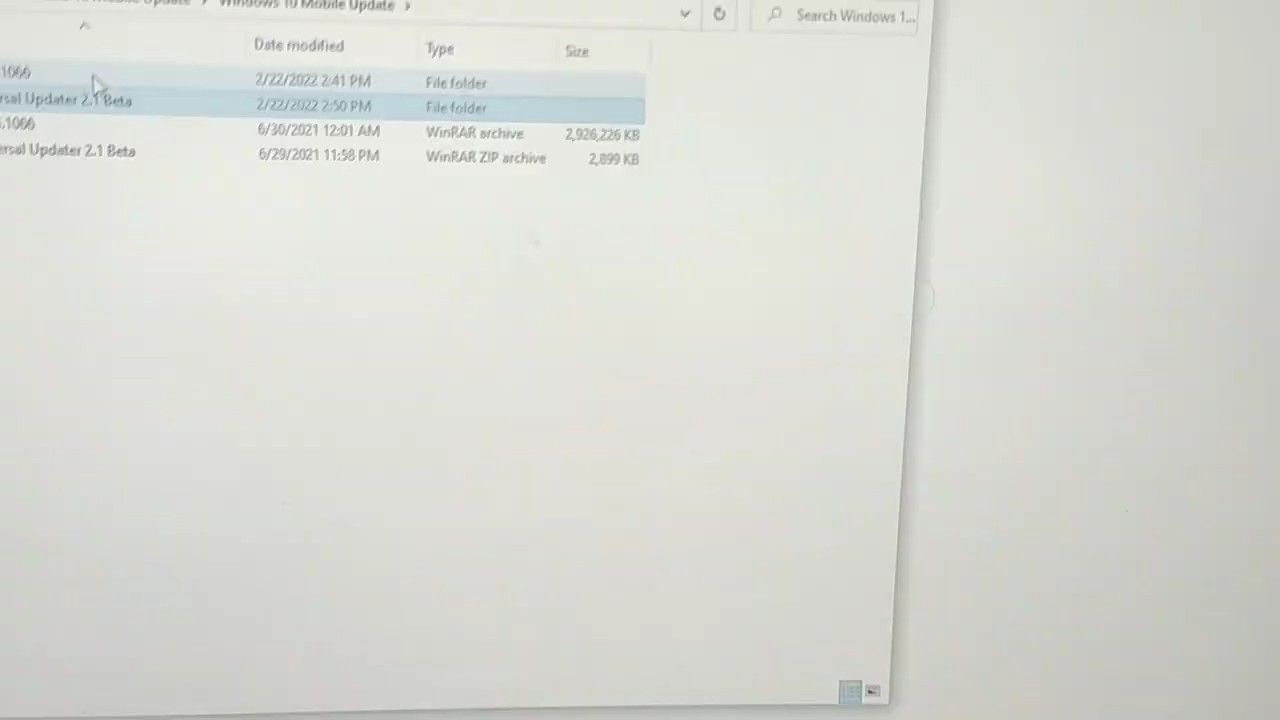 Mobile Update > Windows 10 Mobile Update >
Search Windows 1...
Date modified Type Size
.1066 2/22/2022 2:41 PM File folder
rsal Updater 2.1 Beta 2/22/2022 2:50 PM File folder
.1066 6/30/2021 12:01 AM WinRAR archive 2,926,226 KB
ersal Updater 2.1 Beta 6/29/2021 11:58 PM WinRAR ZIP archive 2,899 KB